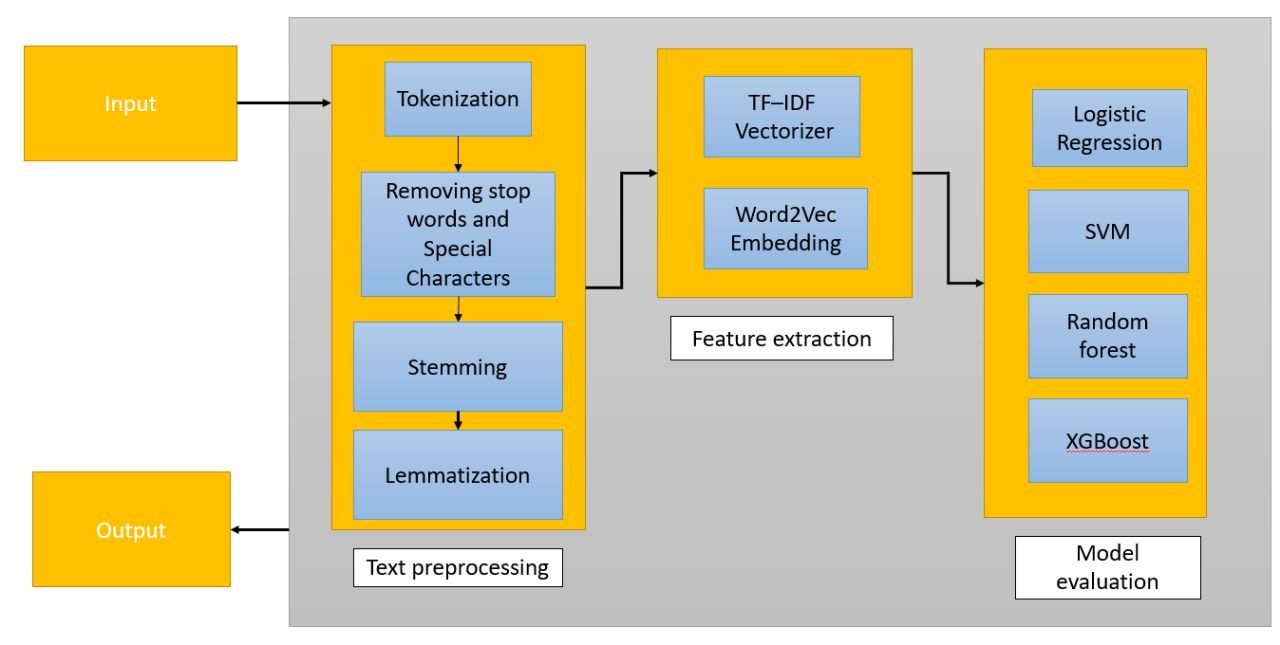 Input
Tokenization
Removing stop
words and
Special
Characters
Stemming
Lemmatization
Text preprocessing
TF–IDF
Vectorizer
Word2Vec
Embedding
Feature extraction
Logistic
Regression
SVM
Random
forest
XGBoost
Model
evaluation
Output